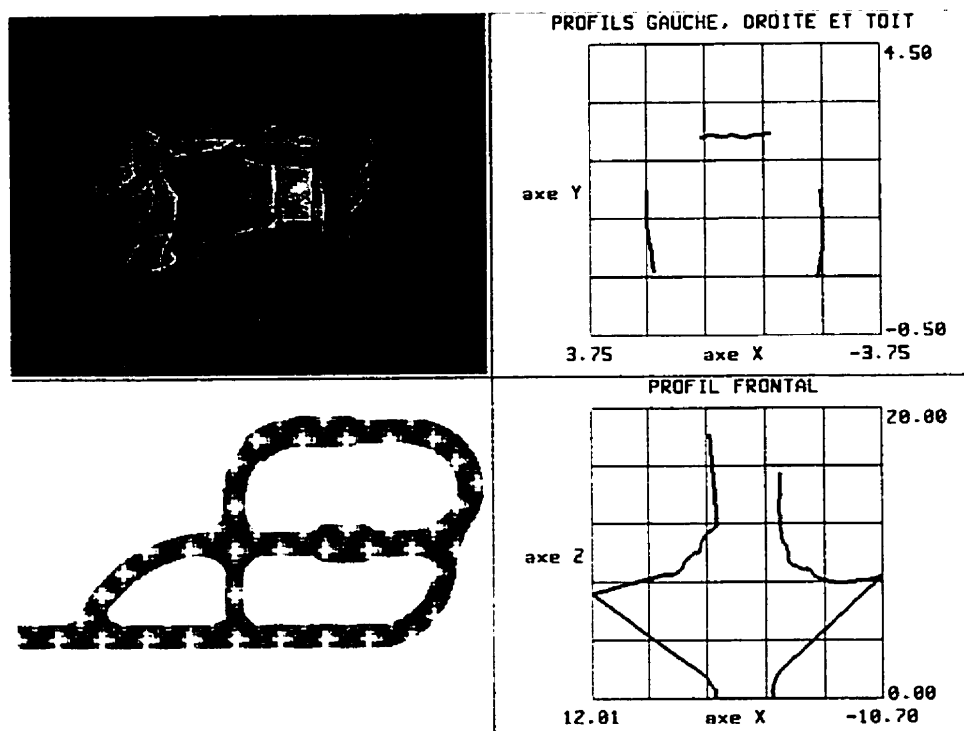 PROFILS GAUCHE, DROITE ET TOIT
4.50
axe Y
-0.50
3.75 axe X -3.75
PROFIL FRONTAL
20.00
axe Z
0.00
12.01 axe X -10.70